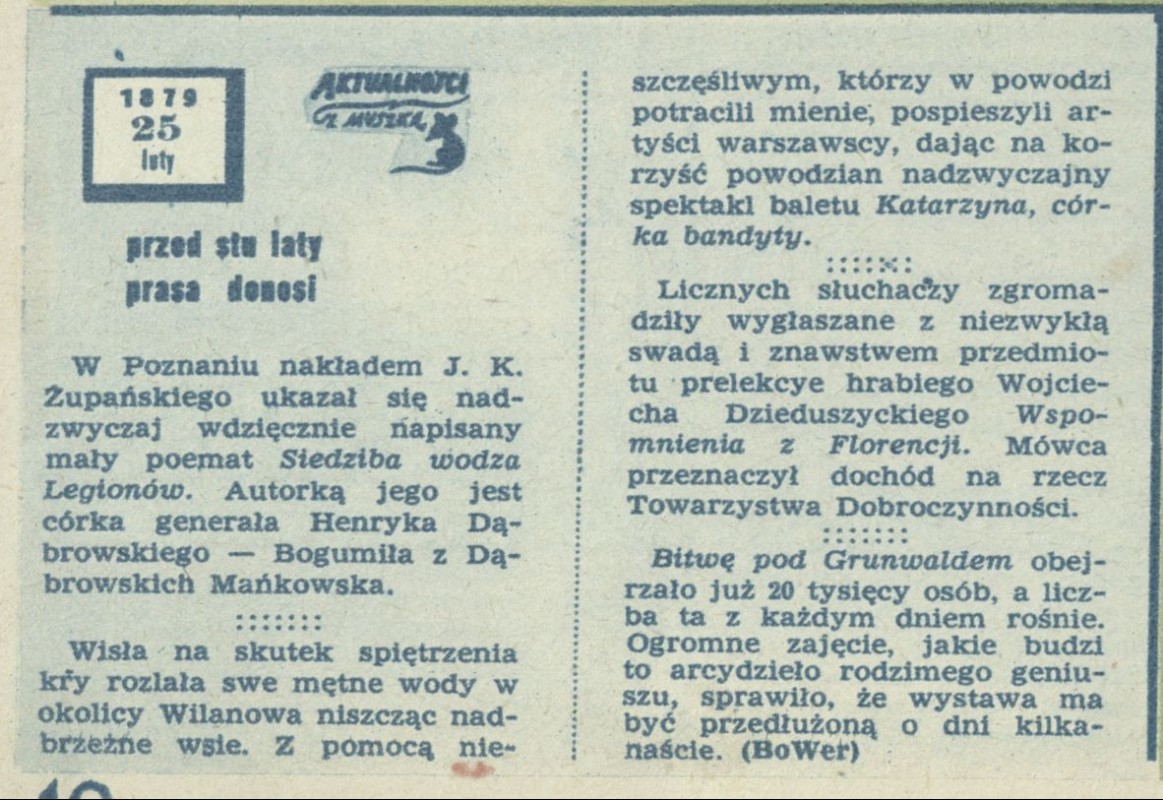 1879
25
luty
AKTUALNOŚCI
Z MUSZKĄ
przed stu laty
prasa donosi
W Poznaniu nakładem J. K.
Żupańskiego ukazał się nad-
zwyczaj wdzięcznie napisany
mały poemat Siedziba wodza
Legionów. Autorką jego jest
córka generała Henryka Dą-
browskiego — Bogumiła z Dą-
browskich Mańkowska.
Wisła na skutek spiętrzenia
kry rozlała swe mętne wody w
okolicy Wilanowa niszcząc nad-
brzeżne wsie. Z pomocą nie-
szczęśliwym, którzy w powodzi
potracili mienie, pospieszyli ar-
tyści warszawscy, dając na ko-
rzyść powodzian nadzwyczajny
spektakl baletu Katarzyna, cór-
ka bandyty.
Licznych słuchaczy zgroma-
dziły wygłaszane z niezwykłą
swadą i znawstwem przedmio-
tu prelekcye hrabiego Wojcie-
cha Dzieduszyckiego Wspo-
mnienia z Florencji. Mówca
przeznaczył dochód na rzecz
Towarzystwa Dobroczynności.
Bitwę pod Grunwaldem obej-
rzało już 20 tysięcy osób, a licz-
ba ta z każdym dniem rośnie.
Ogromne zajęcie, jakie budzi
to arcydzieło rodzimego geniu-
szu, sprawiło, że wystawa ma
być przedłużoną o dni kilka-
naście. (BoWer)